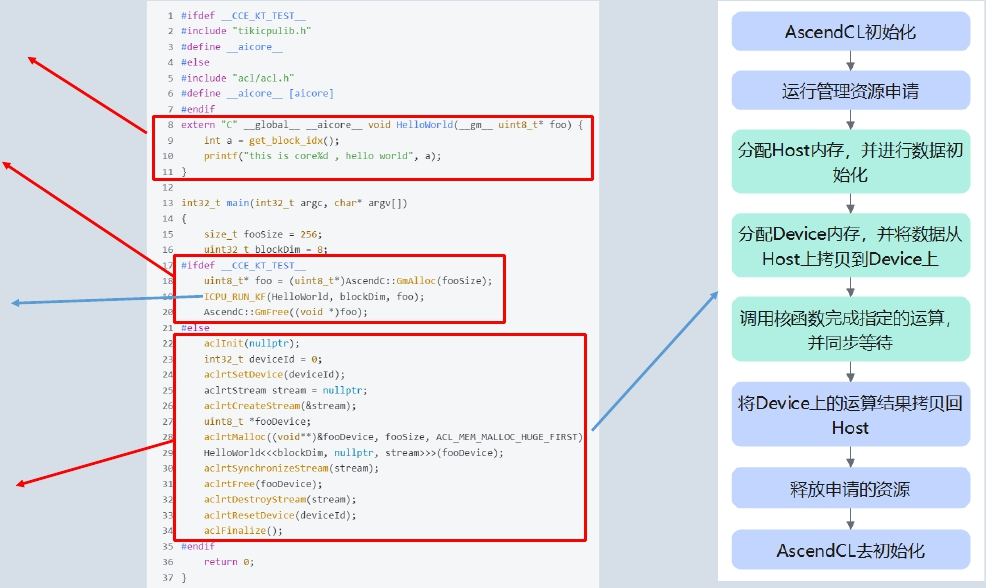 1 #ifdef __CCE_KT_TEST__
2 #include "tikicpulib.h"
3 #define __aicore__
4 #else
5 #include "acl/acl.h"
6 #define __aicore__ [aicore]
7 #endif
8 extern "C" __global__ __aicore__ void HelloWorld(__gm__ uint8_t* foo) {
9 int a = get_block_idx();
10 printf("this is core%d , hello world", a);
11 }
12
13 int32_t main(int32_t argc, char* argv[])
14 {
15 size_t fooSize = 256;
16 uint32_t blockDim = 8;
17 #ifdef __CCE_KT_TEST__
18 uint8_t* foo = (uint8_t*)AscendC::GmAlloc(fooSize);
19 ICPU_RUN_KF(HelloWorld, blockDim, foo);
20 AscendC::GmFree((void *)foo);
21 #else
22 aclInit(nullptr);
23 int32_t deviceId = 0;
24 aclrtSetDevice(deviceId);
25 aclrtStream stream = nullptr;
26 aclrtCreateStream(&stream);
27 uint8_t *fooDevice;
28 aclrtMalloc((void**)&fooDevice, fooSize, ACL_MEM_MALLOC_HUGE_FIRST)
29 HelloWorld<<<blockDim, nullptr, stream>>>(fooDevice);
30 aclrtSynchronizeStream(stream);
31 aclrtFree(fooDevice);
32 aclrtDestroyStream(stream);
33 aclrtResetDevice(deviceId);
34 aclFinalize();
35 #endif
36 return 0;
37 }
AscendCL初始化
运行管理资源申请
分配Host内存，并进行数据初
始化
分配Device内存，并将数据从
Host上拷贝到Device上
调用核函数完成指定的运算，
并同步等待
将Device上的运算结果拷贝回
Host
释放申请的资源
AscendCL去初始化